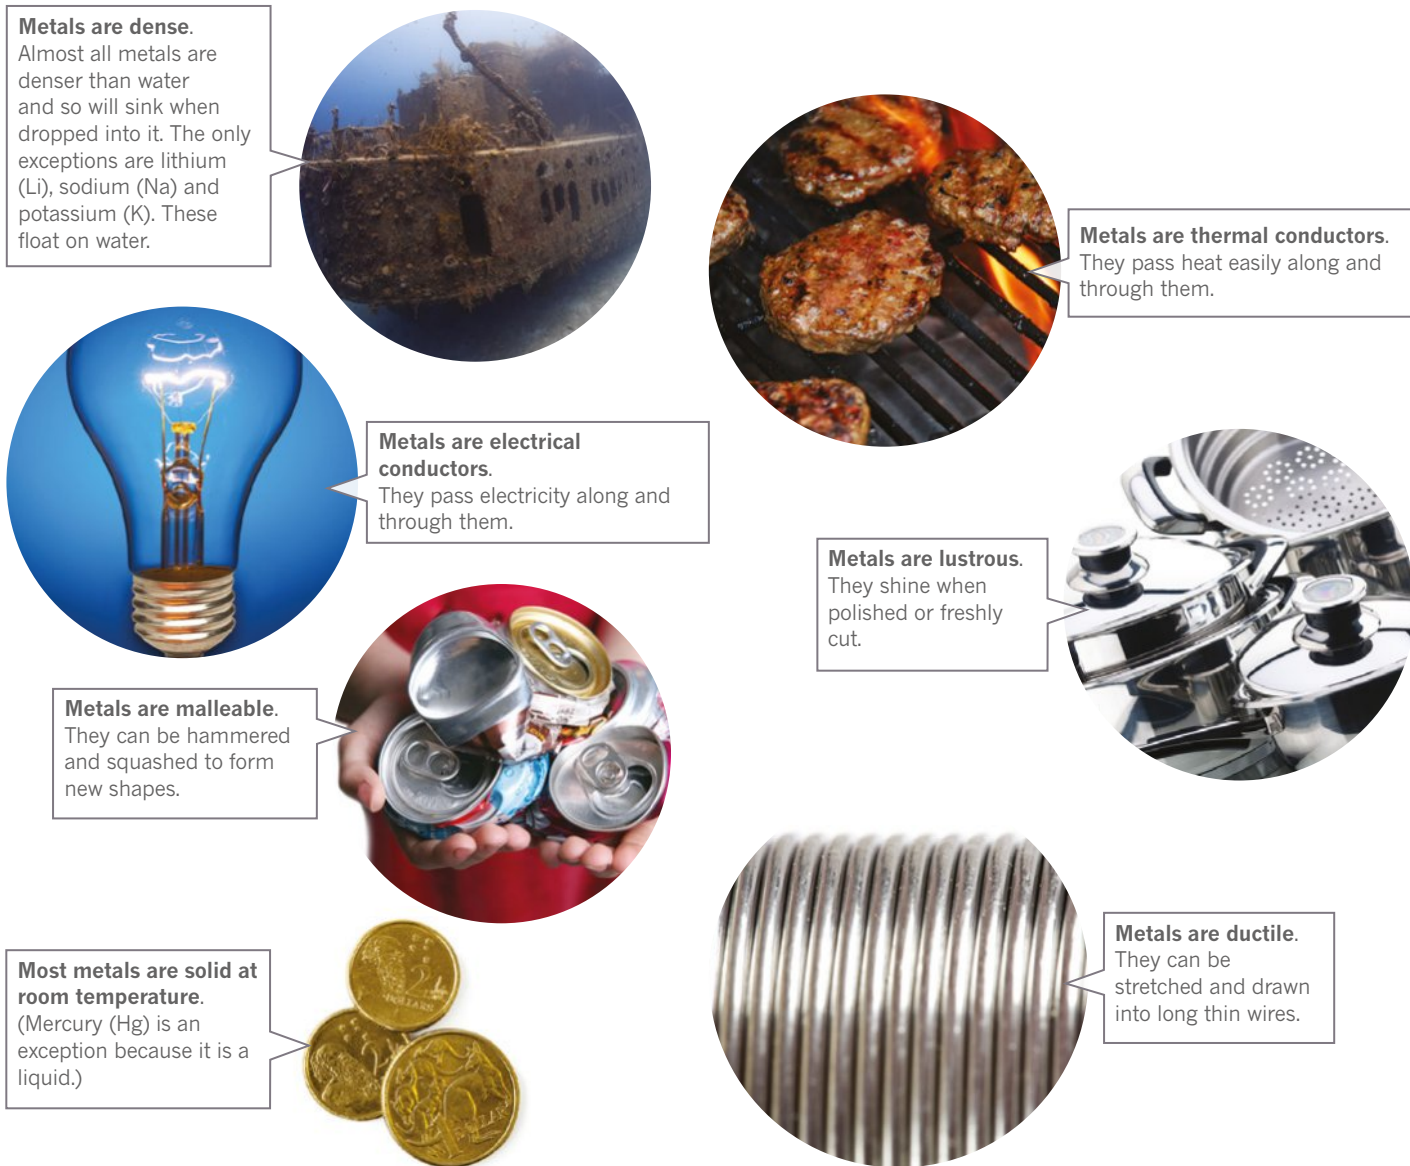 Metals are dense.
Almost all metals are
denser than water
and so will sink when
dropped into it. The only
exceptions are lithium
(Li), sodium (Na) and
potassium (K). These
float on water.
Metals are thermal conductors.
They pass heat easily along and
through them.
Metals are electrical
conductors.
They pass electricity along and
through them.
Metals are lustrous.
They shine when
polished or freshly
cut.
Metals are malleable.
They can be hammered
and squashed to form
new shapes.
Most metals are solid at
room temperature.
(Mercury (Hg) is an
exception because it is a
liquid.)
2
DOLLARS
2
Metals are ductile.
They can be
stretched and drawn
into long thin wires.